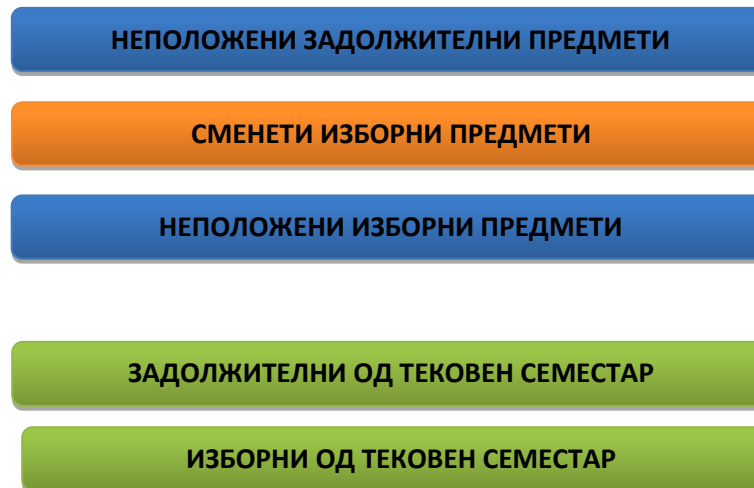 НЕПОЛОЖЕНИ ЗАДОЛЖИТЕЛНИ ПРЕДМЕТИ
СМЕНЕТИ ИЗБОРНИ ПРЕДМЕТИ
НЕПОЛОЖЕНИ ИЗБОРНИ ПРЕДМЕТИ
ЗАДОЛЖИТЕЛНИ ОД ТЕКОВЕН СЕМЕСТАР
ИЗБОРНИ ОД ТЕКОВЕН СЕМЕСТАР